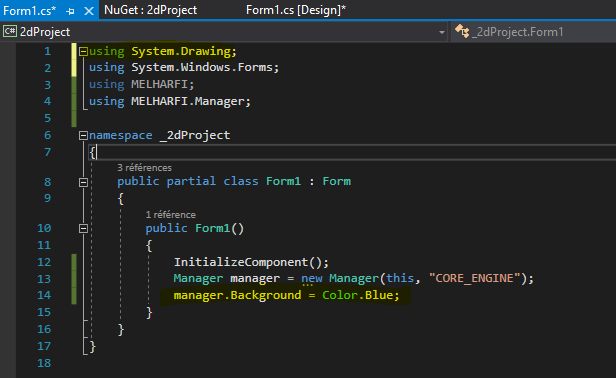 Form1.cs* NuGet : 2dProject Form1.cs [Design]*
C# 2dProject _2dProject.Form1
1 using System.Drawing;
2 using System.Windows.Forms;
3 using MELHARFI;
4 using MELHARFI.Manager;
5
6 namespace _2dProject
7 {
3 références
8 public partial class Form1 : Form
9 {
1 référence
10 public Form1()
11 {
12 InitializeComponent();
13 Manager manager = new Manager(this, "CORE_ENGINE");
14 manager.Background = Color.Blue;
15 }
16 }
17 }
18